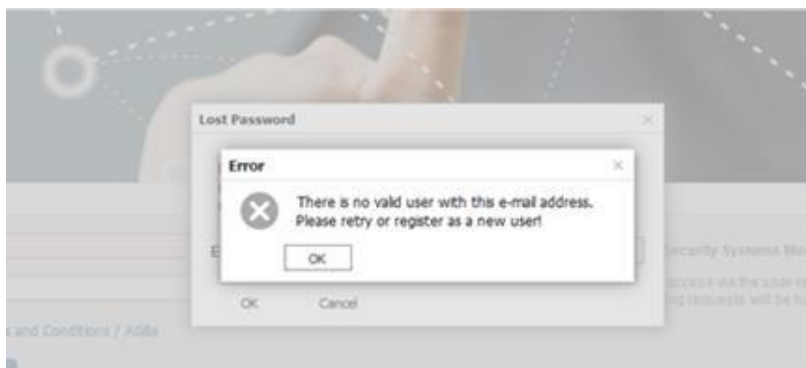 Lost Password
Error
There is no valid user with this e-mail address.
Please retry or register as a new user!
OK
OK Cancel
Security Systems
and Conditions / AGBs